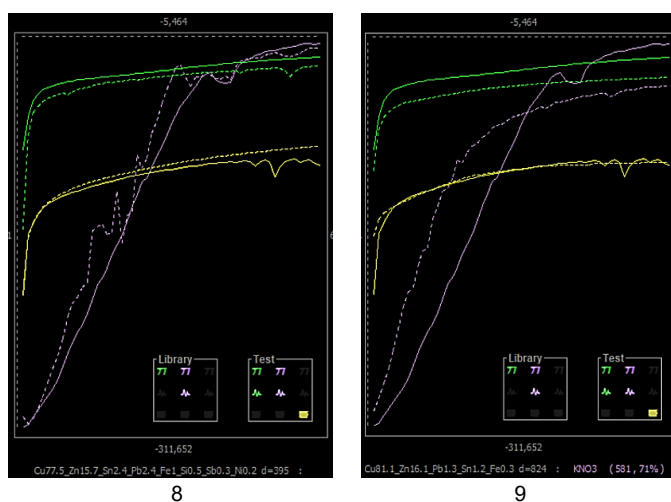 -5,464
Library
Test
-311,652
Cu77.5_Zn15.7_Sn2.4_Pb2.4_Fe1_Si0.5_Sb0.3_Ni0.2 d=395 :
8
-5,464
Library
Test
-311,652
Cu81.1_Zn16.1_Pb1.3_Sn1.2_Fe0.3 d=824 : KNO3 (581, 71%)
9